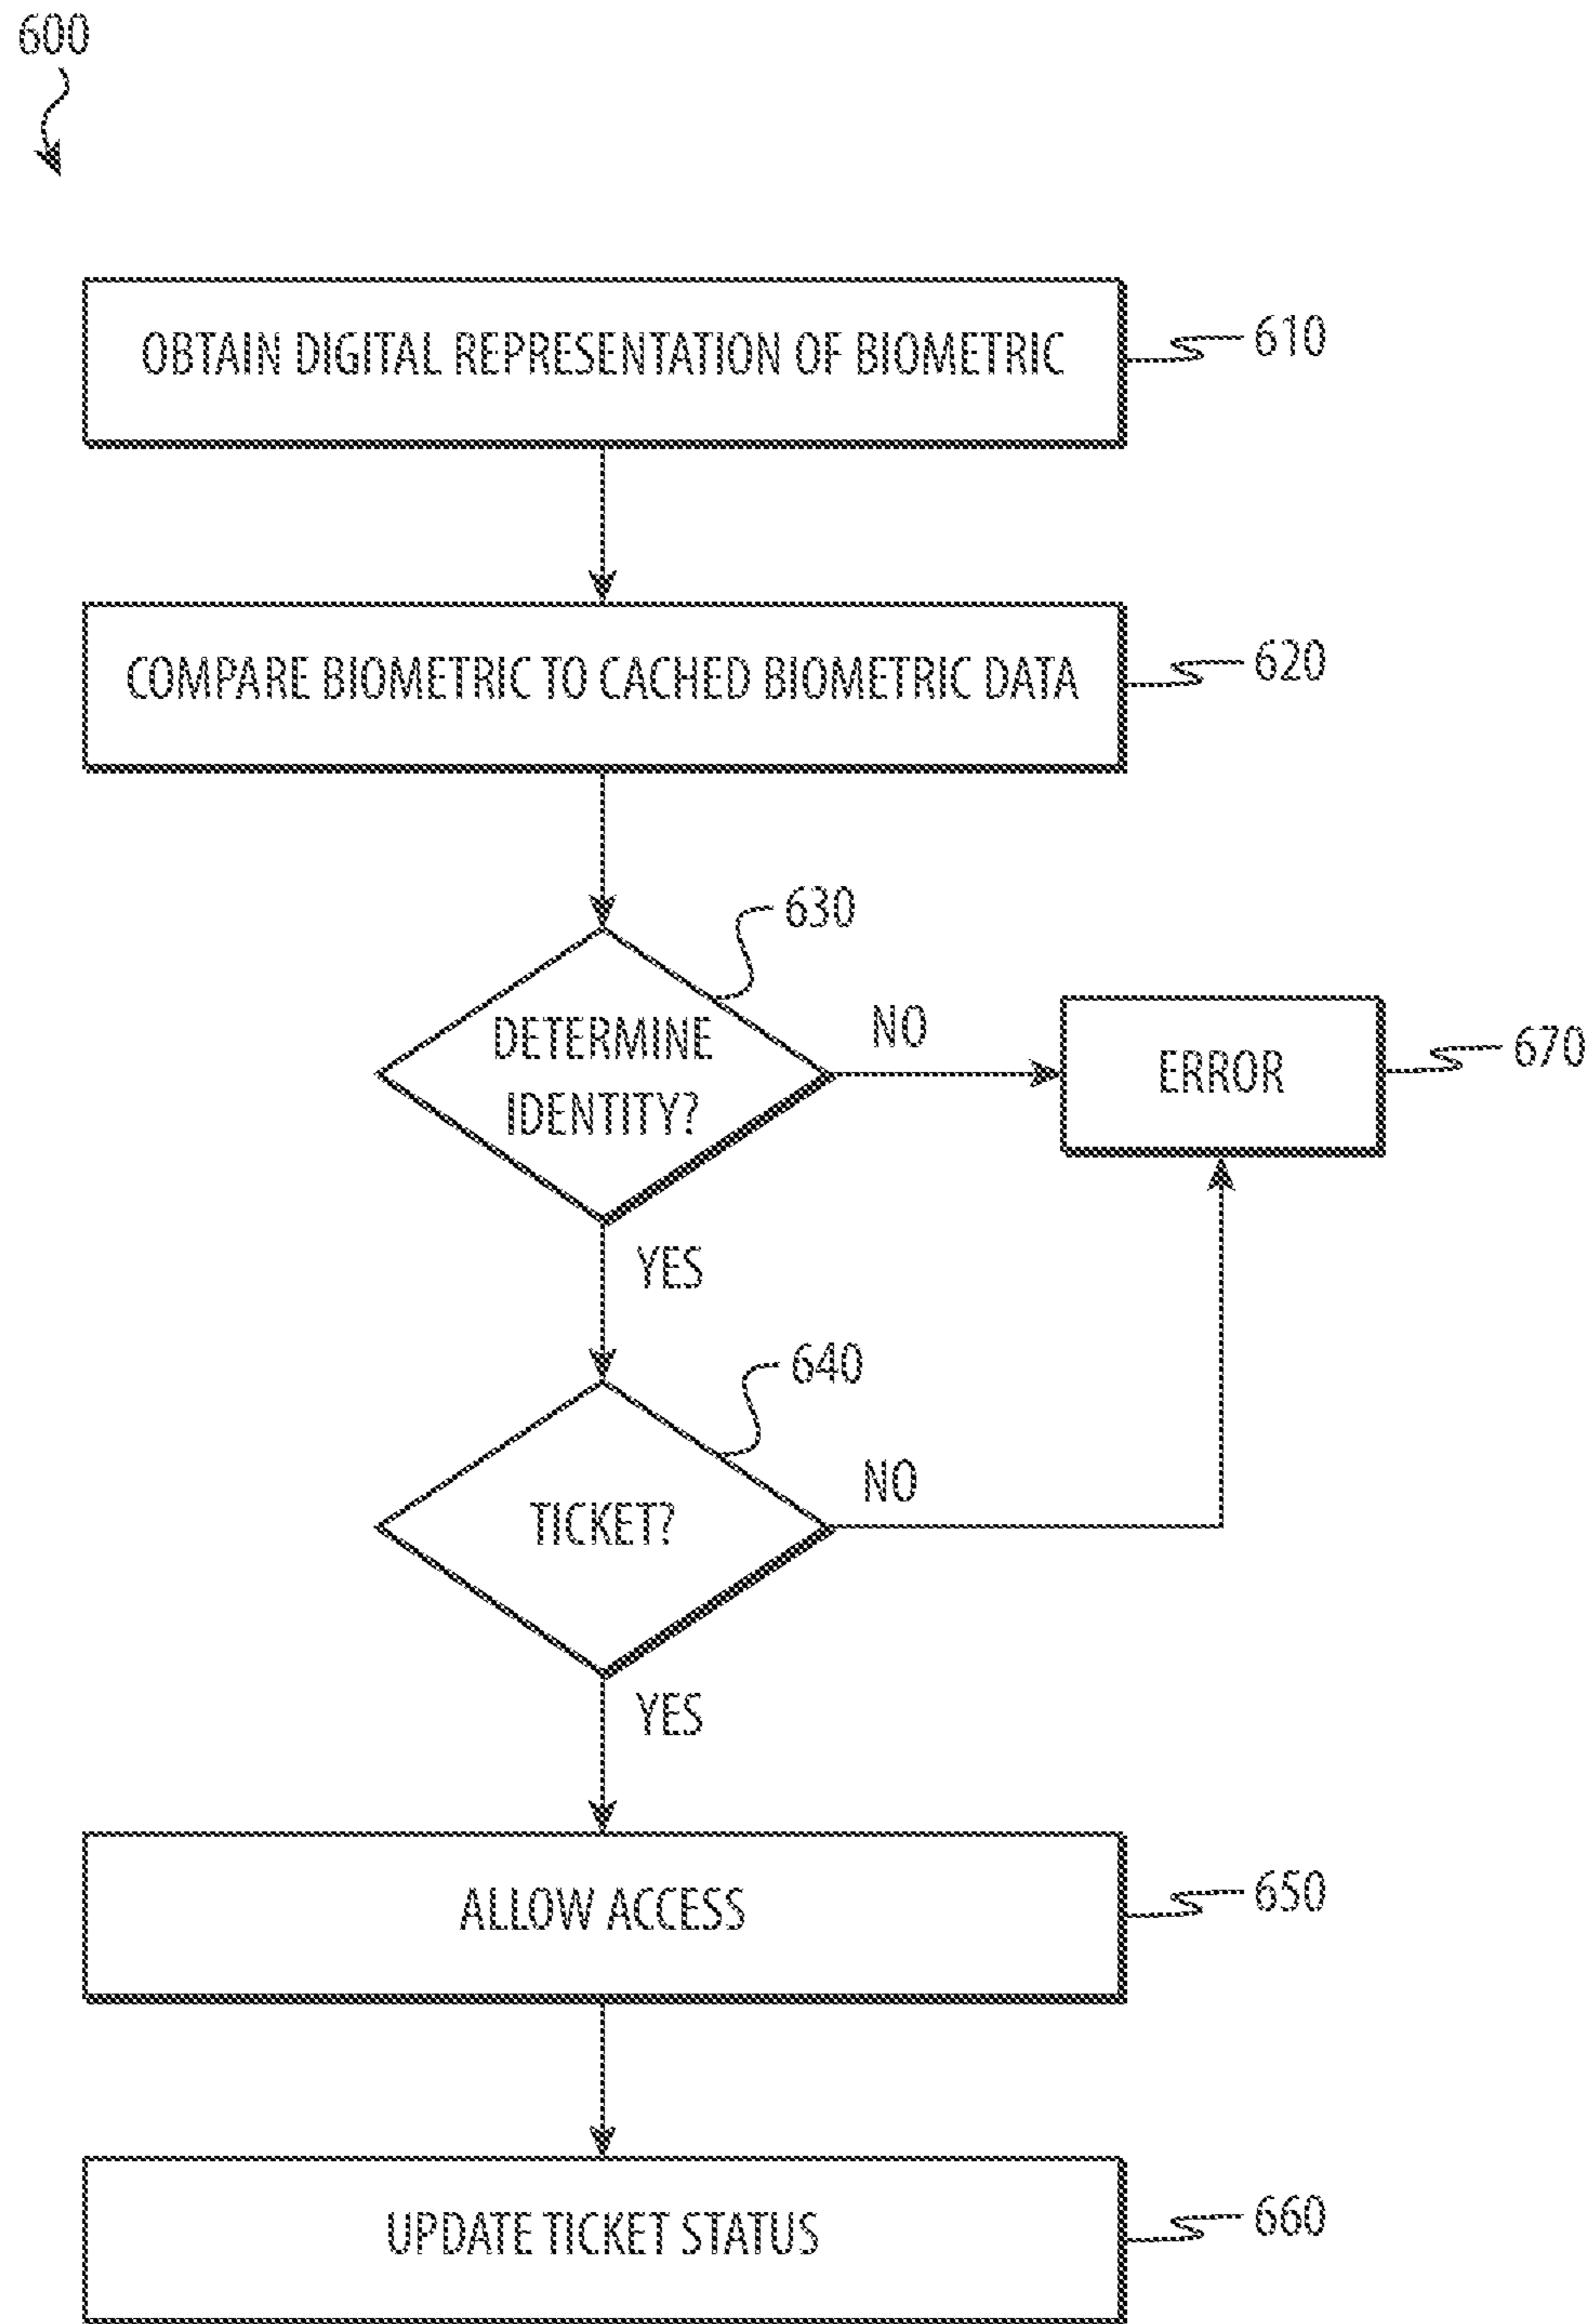 600
OBTAIN DIGITAL REPRESENTATION OF BIOMETRIC
610
COMPARE BIOMETRIC TO CACHED BIOMETRIC DATA
620
630
DETERMINE
IDENTITY?
NO
ERROR
670
YES
640
TICKET?
NO
YES
ALLOW ACCESS
650
UPDATE TICKET STATUS
660